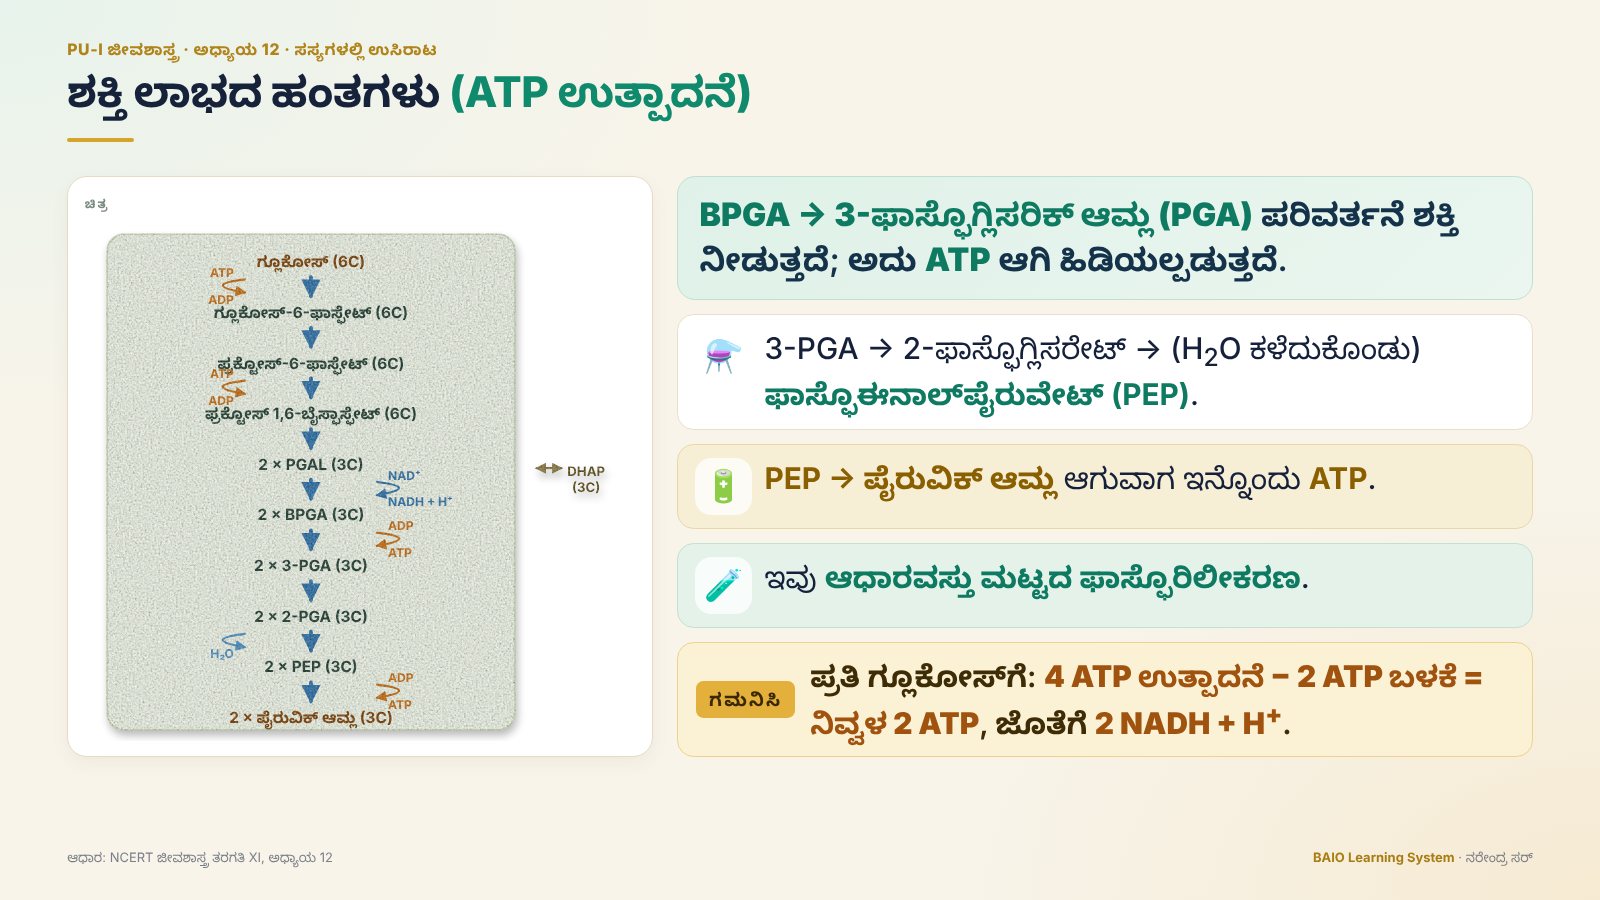 PU-I ಜೀವಶಾಸ್ತ್ರ · ಅಧ್ಯಾಯ 12 · ಸಸ್ಯಗಳಲ್ಲಿ ಉಸಿರಾಟ
ಶಕ್ತಿ ಲಾಭದ ಹಂತಗಳು (ATP ಉತ್ಪಾದನೆ)
ಚಿತ್ರ
ಗ್ಲೂಕೋಸ್ (6C)
ATP
ADP
ಗ್ಲೂಕೋಸ್-6-ಫಾಸ್ಫೇಟ್ (6C)
ಫ್ರಕ್ಟೋಸ್-6-ಫಾಸ್ಫೇಟ್ (6C)
ATP
ADP
ಫ್ರಕ್ಟೋಸ್ 1,6-ಬೈಸ್ಫಾಸ್ಫೇಟ್ (6C)
2 × PGAL (3C)
DHAP
(3C)
NAD⁺
NADH + H⁺
2 × BPGA (3C)
ADP
ATP
2 × 3-PGA (3C)
2 × 2-PGA (3C)
H₂O
2 × PEP (3C)
ADP
ATP
2 × ಪೈರುವಿಕ್ ಆಮ್ಲ (3C)
BPGA → 3-ಫಾಸ್ಫೊಗ್ಲಿಸರಿಕ್ ಆಮ್ಲ (PGA) ಪರಿವರ್ತನೆ ಶಕ್ತಿ
ನೀಡುತ್ತದೆ; ಅದು ATP ಆಗಿ ಹಿಡಿಯಲ್ಪಡುತ್ತದೆ.
3-PGA → 2-ಫಾಸ್ಫೊಗ್ಲಿಸರೇಟ್ → (H₂O ಕಳೆದುಕೊಂಡು)
ಫಾಸ್ಫೊಈನಾಲ್‌ಪೈರುವೇಟ್ (PEP).
PEP → ಪೈರುವಿಕ್ ಆಮ್ಲ ಆಗುವಾಗ ಇನ್ನೊಂದು ATP.
ಇವು ಆಧಾರವಸ್ತು ಮಟ್ಟದ ಫಾಸ್ಫೊರಿಲೀಕರಣ.
ಗಮನಿಸಿ
ಪ್ರತಿ ಗ್ಲೂಕೋಸ್‌ಗೆ: 4 ATP ಉತ್ಪಾದನೆ − 2 ATP ಬಳಕೆ =
ನಿವ್ವಳ 2 ATP, ಜೊತೆಗೆ 2 NADH + H⁺.
ಆಧಾರ: NCERT ಜೀವಶಾಸ್ತ್ರ ತರಗತಿ XI, ಅಧ್ಯಾಯ 12
BAIO Learning System · ನರೇಂದ್ರ ಸರ್